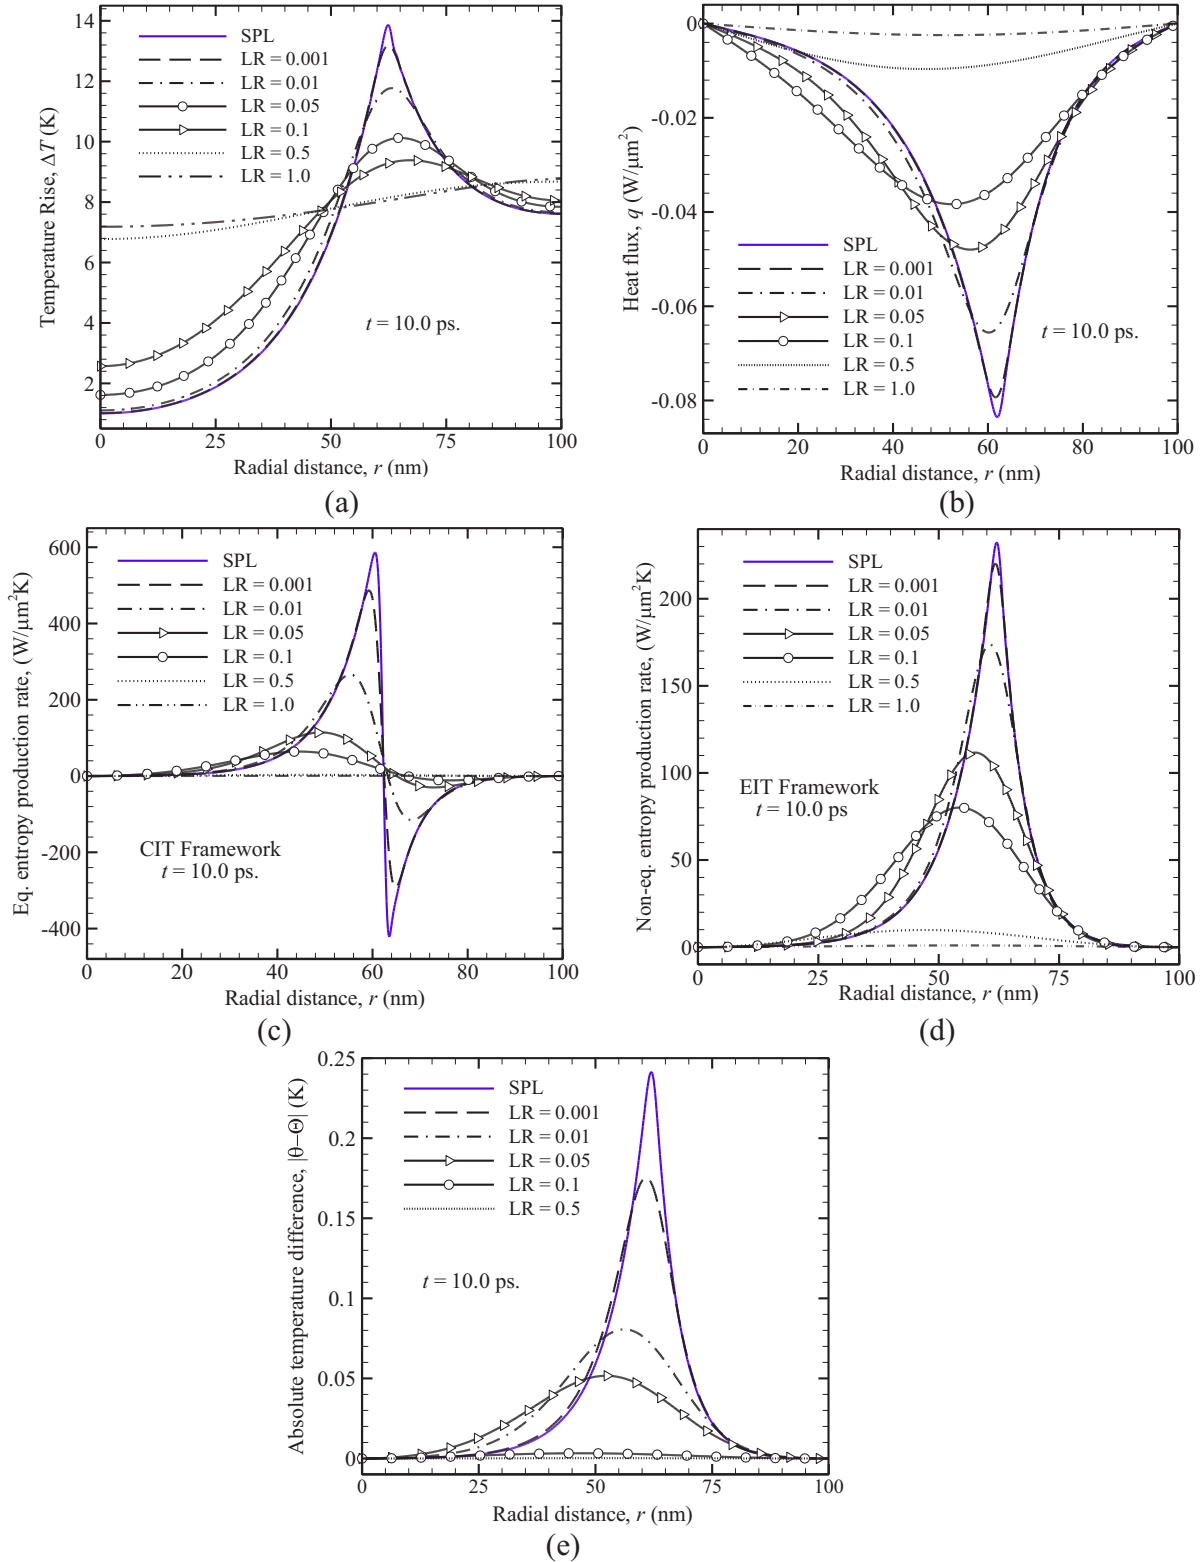 14
12
10
8
6
4
2
Temperature Rise, ΔT (K)
SPL
LR = 0.001
LR = 0.01
LR = 0.05
LR = 0.1
LR = 0.5
LR = 1.0
t = 10.0 ps.
0 25 50 75 100
Radial distance, r (nm)
(a)
0
-0.02
-0.04
-0.06
-0.08
Heat flux, q (W/μm²)
SPL
LR = 0.001
LR = 0.01
LR = 0.05
LR = 0.1
LR = 0.5
LR = 1.0
t = 10.0 ps.
0 20 40 60 80 100
Radial distance, r (nm)
(b)
600
400
200
0
-200
-400
Eq. entropy production rate, (W/μm²K)
SPL
LR = 0.001
LR = 0.01
LR = 0.05
LR = 0.1
LR = 0.5
LR = 1.0
CIT Framework
t = 10.0 ps.
0 20 40 60 80 100
Radial distance, r (nm)
(c)
200
150
100
50
0
Non-eq. entropy production rate, (W/μm²K)
SPL
LR = 0.001
LR = 0.01
LR = 0.05
LR = 0.1
LR = 0.5
LR = 1.0
EIT Framework
t = 10.0 ps
0 25 50 75 100
Radial distance, r (nm)
(d)
0.25
0.2
0.15
0.1
0.05
0
Absolute temperature difference, |θ–Θ| (K)
SPL
LR = 0.001
LR = 0.01
LR = 0.05
LR = 0.1
LR = 0.5
t = 10.0 ps.
0 25 50 75 100
Radial distance, r (nm)
(e)